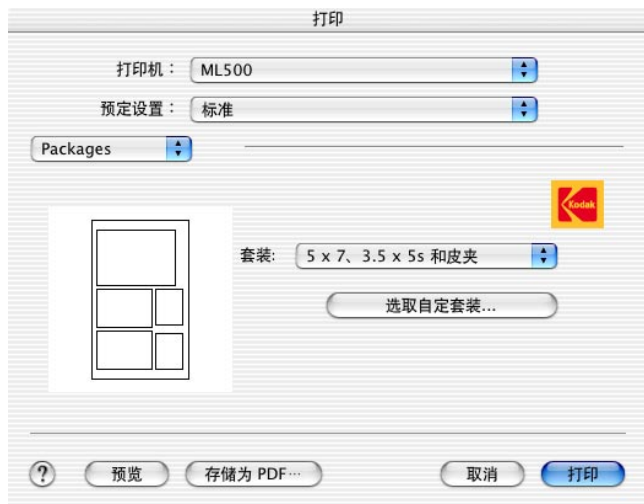 打印
打印机： ML500
预定设置： 标准
Packages
Kodak
套装: 5 x 7、3.5 x 5s 和皮夹
选取自定套装...
? 预览 存储为 PDF… 取消 打印